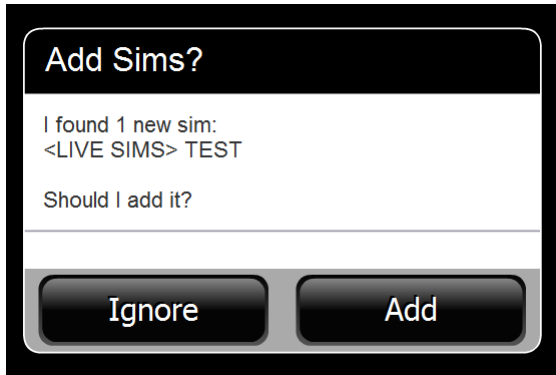 Add Sims?
I found 1 new sim:
<LIVE SIMS> TEST
Should I add it?
Ignore
Add